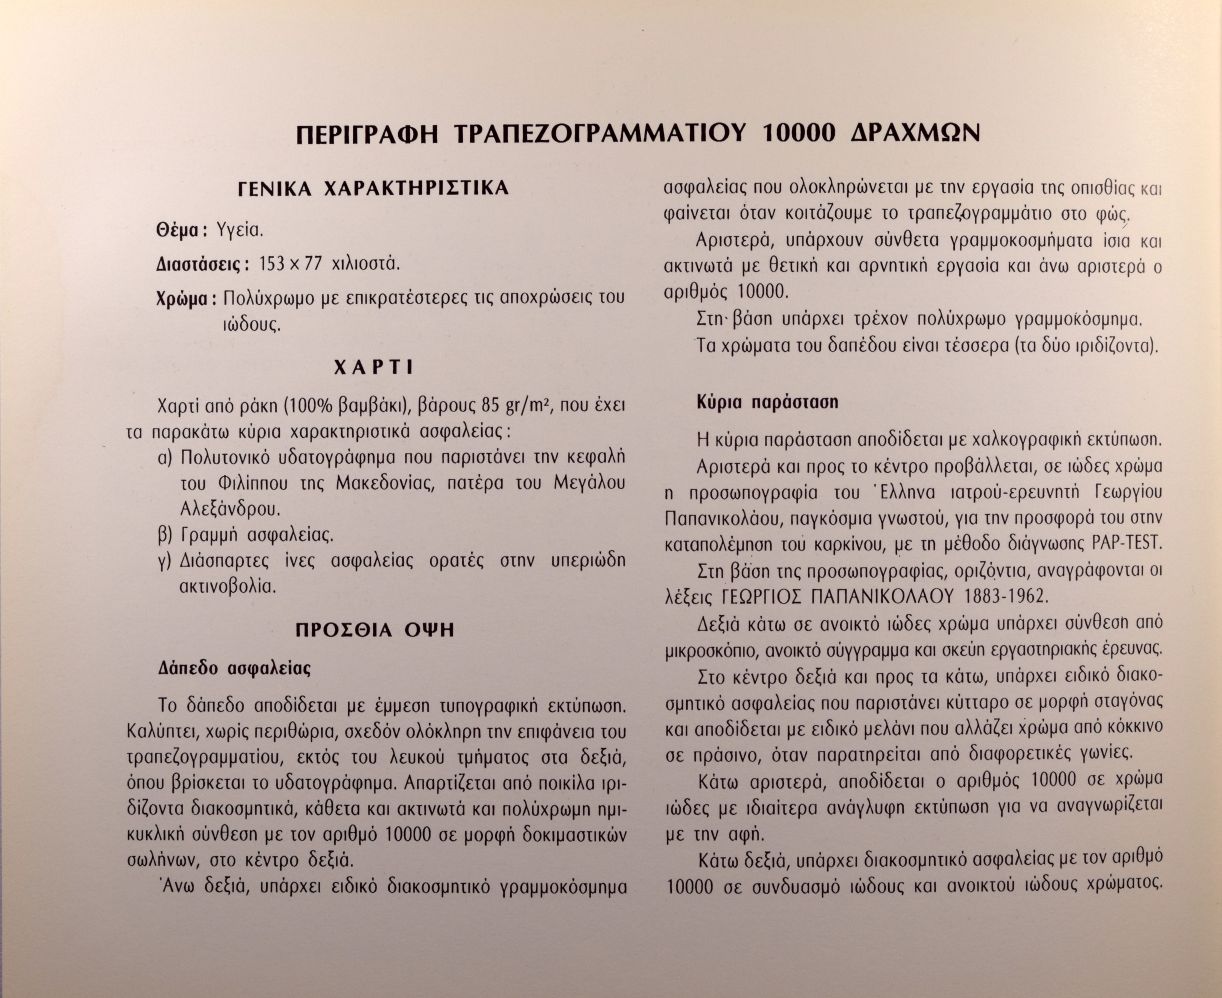 ΠΕΡΙΓΡΑΦΗ ΤΡΑΠΕΖΟΓΡΑΜΜΑΤΙΟΥ 10000 ΔΡΑΧΜΩΝ
ΓΕΝΙΚΑ ΧΑΡΑΚΤΗΡΙΣΤΙΚΑ
Θέμα : Υγεία.
Διαστάσεις : 153 x 77 χιλιοστά.
Χρώμα : Πολύχρωμο με επικρατέστερες τις αποχρώσεις του
ιώδους.
ΧΑΡΤΙ
Χαρτί από ράκη (100% βαμβάκι), βάρους 85 gr/m², που έχει
τα παρακάτω κύρια χαρακτηριστικά ασφαλείας :
α) Πολυτονικό υδατογράφημα που παριστάνει την κεφαλή
του Φιλίππου της Μακεδονίας, πατέρα του Μεγάλου
Αλεξάνδρου.
β) Γραμμή ασφαλείας.
γ) Διάσπαρτες ίνες ασφαλείας ορατές στην υπεριώδη
ακτινοβολία.
ΠΡΟΣΘΙΑ ΟΨΗ
Δάπεδο ασφαλείας
Το δάπεδο αποδίδεται με έμμεση τυπογραφική εκτύπωση.
Καλύπτει, χωρίς περιθώρια, σχεδόν ολόκληρη την επιφάνεια του
τραπεζογραμματίου, εκτός του λευκού τμήματος στα δεξιά,
όπου βρίσκεται το υδατογράφημα. Απαρτίζεται από ποικίλα ιρι-
δίζοντα διακοσμητικά, κάθετα και ακτινωτά και πολύχρωμη ημι-
κυκλική σύνθεση με τον αριθμό 10000 σε μορφή δοκιμαστικών
σωλήνων, στο κέντρο δεξιά.
Άνω δεξιά, υπάρχει ειδικό διακοσμητικό γραμμοκόσμημα
ασφαλείας που ολοκληρώνεται με την εργασία της οπισθίας και
φαίνεται όταν κοιτάζουμε το τραπεζογραμμάτιο στο φώς.
Αριστερά, υπάρχουν σύνθετα γραμμοκοσμήματα ίσια και
ακτινωτά με θετική και αρνητική εργασία και άνω αριστερά ο
αριθμός 10000.
Στη βάση υπάρχει τρέχον πολύχρωμο γραμμοκόσμημα.
Τα χρώματα του δαπέδου είναι τέσσερα (τα δύο ιριδίζοντα).
Κύρια παράσταση
Η κύρια παράσταση αποδίδεται με χαλκογραφική εκτύπωση.
Αριστερά και προς το κέντρο προβάλλεται, σε ιώδες χρώμα
η προσωπογραφία του Έλληνα ιατρού-ερευνητή Γεωργίου
Παπανικολάου, παγκόσμια γνωστού, για την προσφορά του στην
καταπολέμηση του καρκίνου, με τη μέθοδο διάγνωσης PAP-TEST.
Στη βάση της προσωπογραφίας, οριζόντια, αναγράφονται οι
λέξεις ΓΕΩΡΓΙΟΣ ΠΑΠΑΝΙΚΟΛΑΟΥ 1883-1962.
Δεξιά κάτω σε ανοικτό ιώδες χρώμα υπάρχει σύνθεση από
μικροσκόπιο, ανοικτό σύγγραμμα και σκεύη εργαστηριακής έρευνας.
Στο κέντρο δεξιά και προς τα κάτω, υπάρχει ειδικό διακο-
σμητικό ασφαλείας που παριστάνει κύτταρο σε μορφή σταγόνας
και αποδίδεται με ειδικό μελάνι που αλλάζει χρώμα από κόκκινο
σε πράσινο, όταν παρατηρείται από διαφορετικές γωνίες.
Κάτω αριστερά, αποδίδεται ο αριθμός 10000 σε χρώμα
ιώδες με ιδιαίτερα ανάγλυφη εκτύπωση για να αναγνωρίζεται
με την αφή.
Κάτω δεξιά, υπάρχει διακοσμητικό ασφαλείας με τον αριθμό
10000 σε συνδυασμό ιώδους και ανοικτού ιώδους χρώματος.